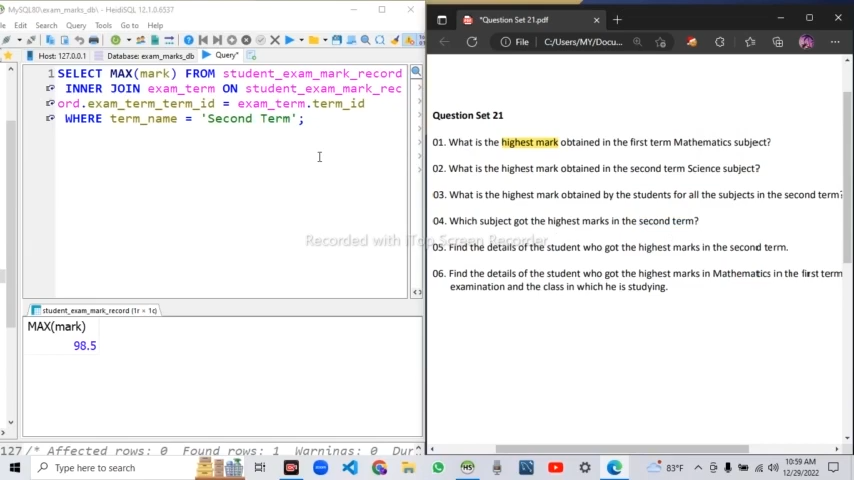 MySQL80\exam_marks_db\ - HeidiSQL 12.1.0.6537
Edit Search Query Tools Go to Help
Host: 127.0.0.1 Database: exam_marks_db Query*
1 SELECT MAX(mark) FROM student_exam_mark_record
INNER JOIN exam_term ON student_exam_mark_rec
ord.exam_term_term_id = exam_term.term_id
WHERE term_name = 'Second Term';
student_exam_mark_record (1r × 1c)
MAX(mark)
98.5
127 /* Affected rows: 0 Found rows: 1 Warnings: 0 Dur
*Question Set 21.pdf
File C:/Users/MY/Docu...
Question Set 21
01. What is the highest mark obtained in the first term Mathematics subject?
02. What is the highest mark obtained in the second term Science subject?
03. What is the highest mark obtained by the students for all the subjects in the second term?
04. Which subject got the highest marks in the second term?
Recorded with iTop Screen Recorder
05. Find the details of the student who got the highest marks in the second term.
06. Find the details of the student who got the highest marks in Mathematics in the first term
examination and the class in which he is studying.
Type here to search
83°F
10:59 AM
12/29/2022